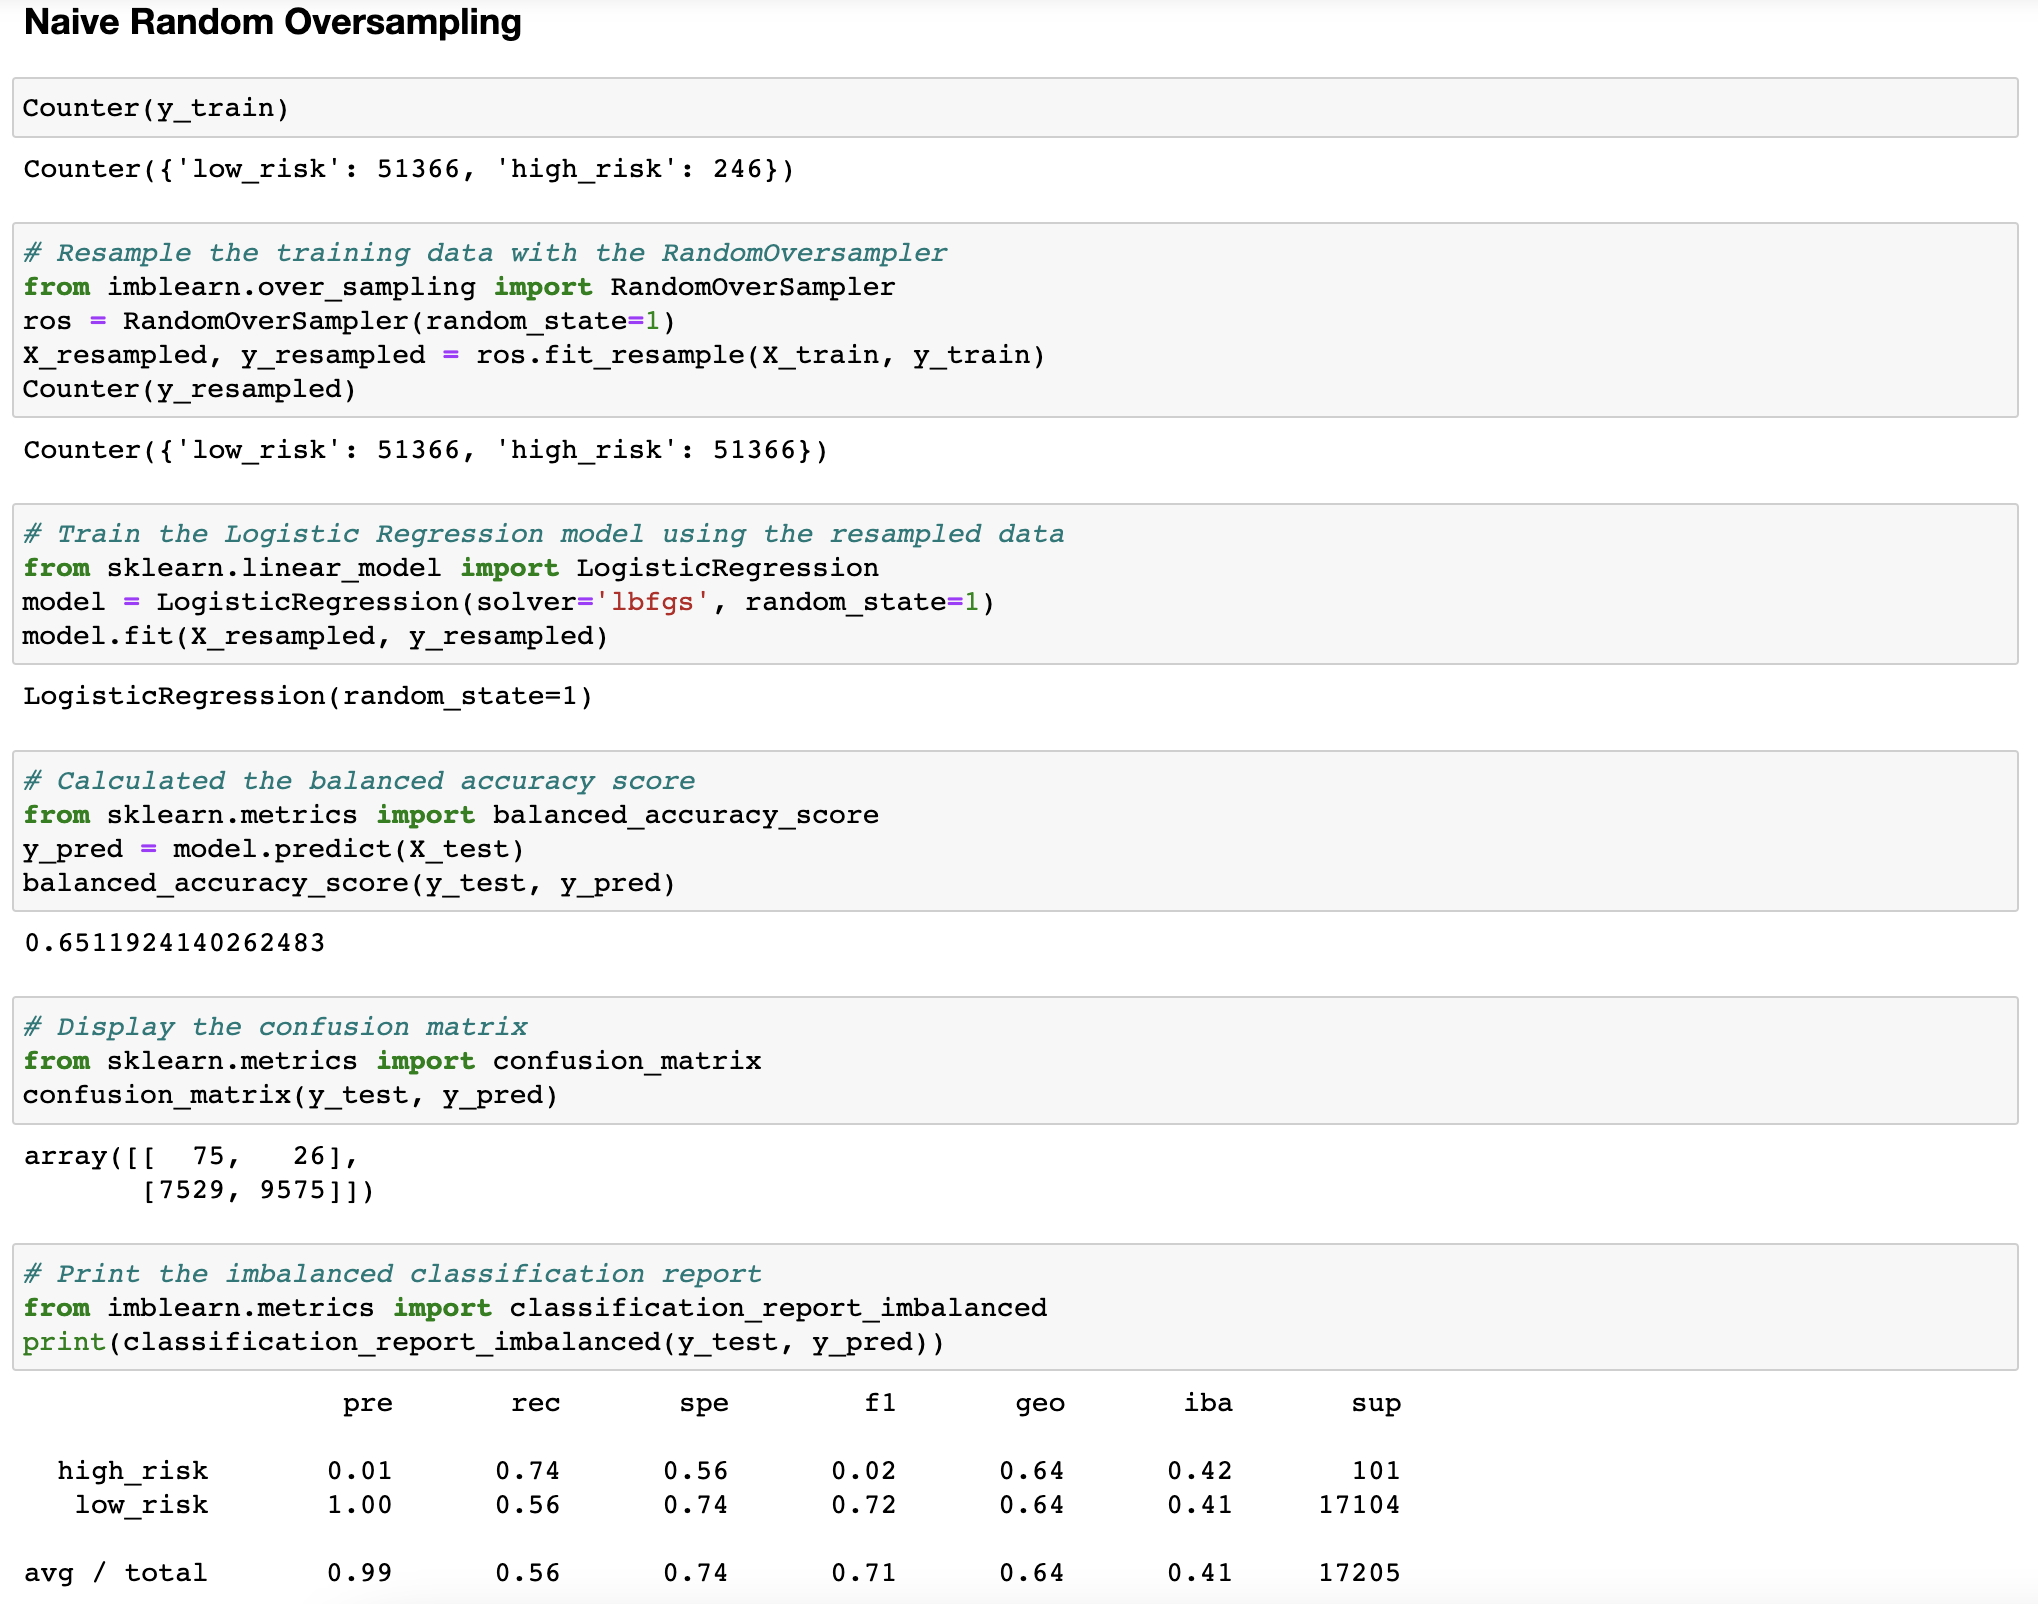 Naive Random Oversampling
Counter(y_train)
Counter({'low_risk': 51366, 'high_risk': 246})
# Resample the training data with the RandomOversampler
from imblearn.over_sampling import RandomOverSampler
ros = RandomOverSampler(random_state=1)
X_resampled, y_resampled = ros.fit_resample(X_train, y_train)
Counter(y_resampled)
Counter({'low_risk': 51366, 'high_risk': 51366})
# Train the Logistic Regression model using the resampled data
from sklearn.linear_model import LogisticRegression
model = LogisticRegression(solver='lbfgs', random_state=1)
model.fit(X_resampled, y_resampled)
LogisticRegression(random_state=1)
# Calculated the balanced accuracy score
from sklearn.metrics import balanced_accuracy_score
y_pred = model.predict(X_test)
balanced_accuracy_score(y_test, y_pred)
0.6511924140262483
# Display the confusion matrix
from sklearn.metrics import confusion_matrix
confusion_matrix(y_test, y_pred)
array([[  75,   26],
       [7529, 9575]])
# Print the imbalanced classification report
from imblearn.metrics import classification_report_imbalanced
print(classification_report_imbalanced(y_test, y_pred))
                   pre       rec       spe        f1       geo       iba       sup
  high_risk       0.01      0.74      0.56      0.02      0.64      0.42       101
   low_risk       1.00      0.56      0.74      0.72      0.64      0.41     17104
avg / total       0.99      0.56      0.74      0.71      0.64      0.41     17205